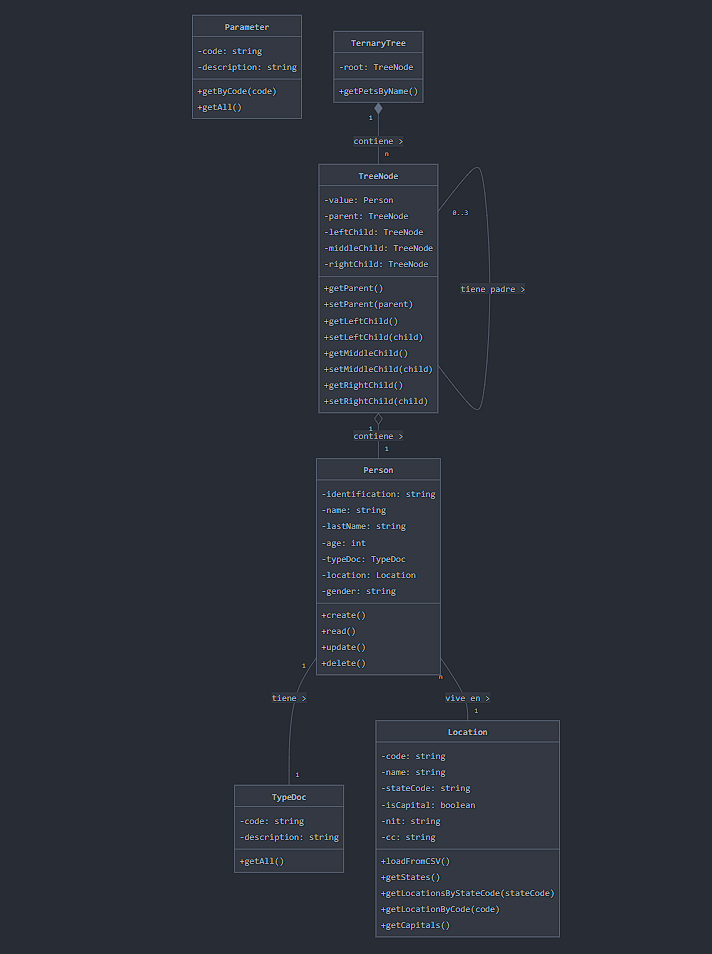 Parameter
-code: string
-description: string
+getByCode(code)
+getAll()
TernaryTree
-root: TreeNode
+getPetsByName()
1
contiene >
n
TreeNode
-value: Person
-parent: TreeNode
-leftChild: TreeNode
-middleChild: TreeNode
-rightChild: TreeNode
+getParent()
+setParent(parent)
+getLeftChild()
+setLeftChild(child)
+getMiddleChild()
+setMiddleChild(child)
+getRightChild()
+setRightChild(child)
0..3
tiene padre >
1
contiene >
1
Person
-identification: string
-name: string
-lastName: string
-age: int
-typeDoc: TypeDoc
-location: Location
-gender: string
+create()
+read()
+update()
+delete()
1
tiene >
1
n
vive en >
1
TypeDoc
-code: string
-description: string
+getAll()
Location
-code: string
-name: string
-stateCode: string
-isCapital: boolean
-nit: string
-cc: string
+loadFromCSV()
+getStates()
+getLocationsByStateCode(stateCode)
+getLocationByCode(code)
+getCapitals()